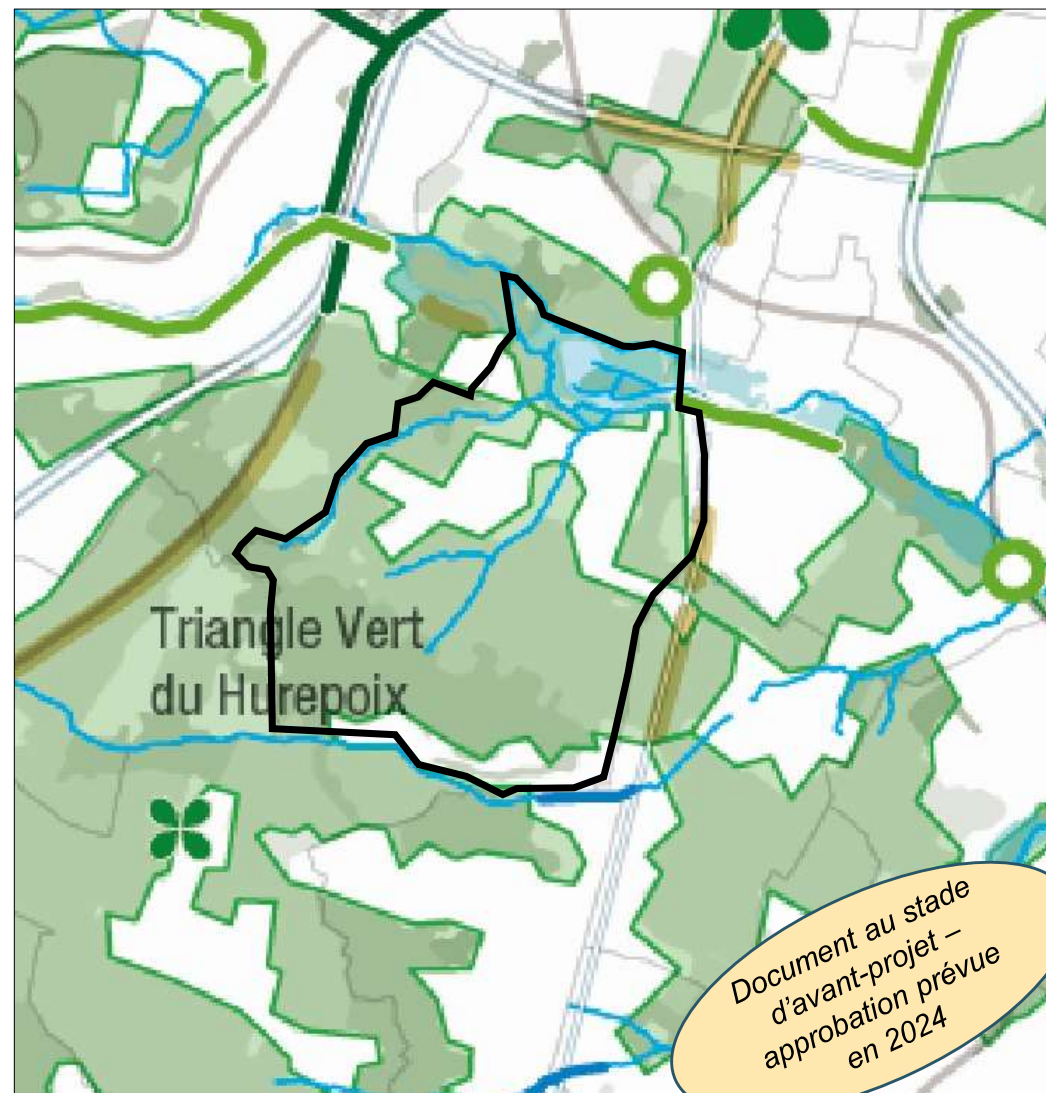 Triangle Vert
du Hurepoix
Document au stade
d'avant-projet –
approbation prévue
en 2024